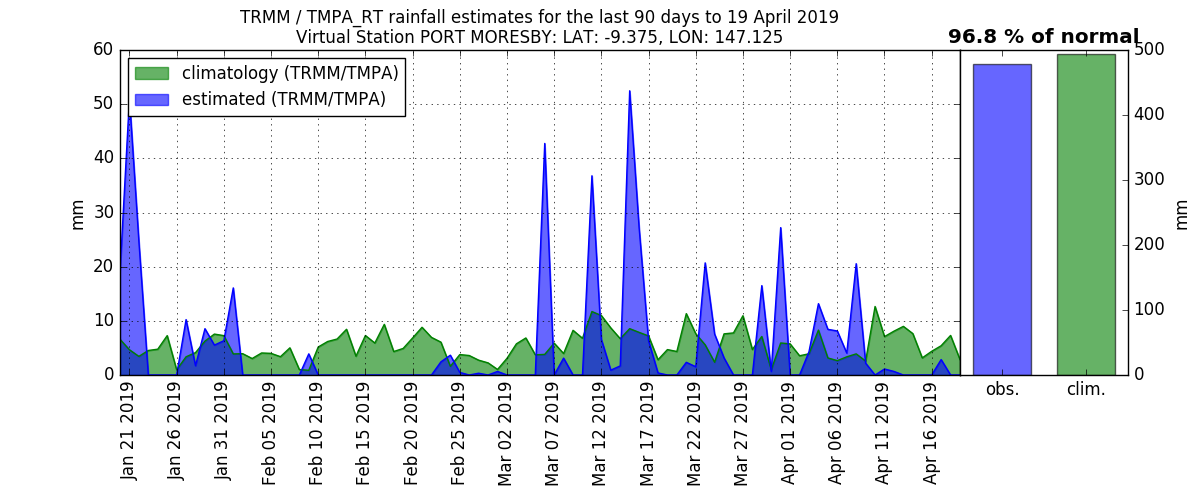 TRMM / TMPA_RT rainfall estimates for the last 90 days to 19 April 2019
Virtual Station PORT MORESBY: LAT: -9.375, LON: 147.125
96.8 % of normal
climatology (TRMM/TMPA)
estimated (TRMM/TMPA)
60
50
40
30
20
10
0
mm
Jan 21 2019
Jan 26 2019
Jan 31 2019
Feb 05 2019
Feb 10 2019
Feb 15 2019
Feb 20 2019
Feb 25 2019
Mar 02 2019
Mar 07 2019
Mar 12 2019
Mar 17 2019
Mar 22 2019
Mar 27 2019
Apr 01 2019
Apr 06 2019
Apr 11 2019
Apr 16 2019
500
400
300
200
100
0
mm
obs.
clim.